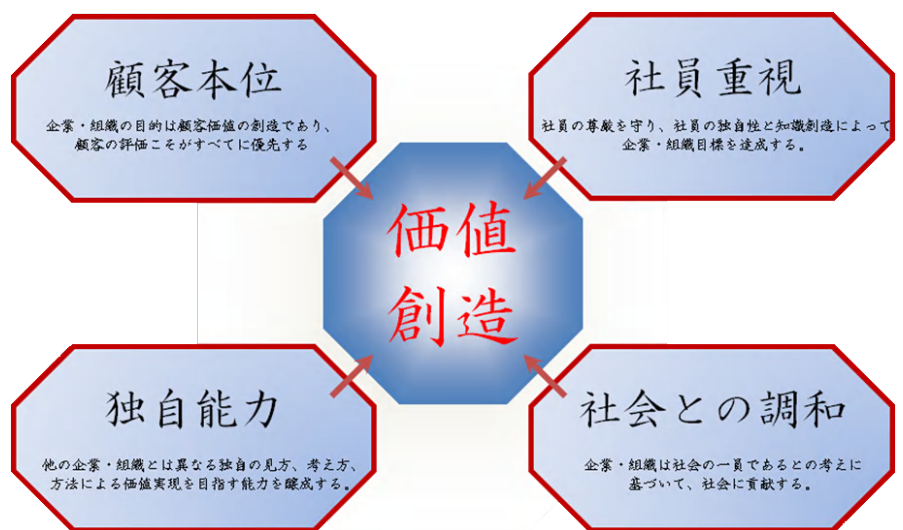 顧客本位
企業・組織の目的は顧客価値の創造であり、
顧客の評価こそがすべてに優先する
社員重視
社員の尊厳を守り、社員の独自性と知識創造によって
企業・組織目標を達成する。
価値
創造
独自能力
他の企業・組織とは異なる独自の見方、考え方、
方法による価値実現を目指す能力を醸成する。
社会との調和
企業・組織は社会の一員であるとの考えに
基づいて、社会に貢献する。